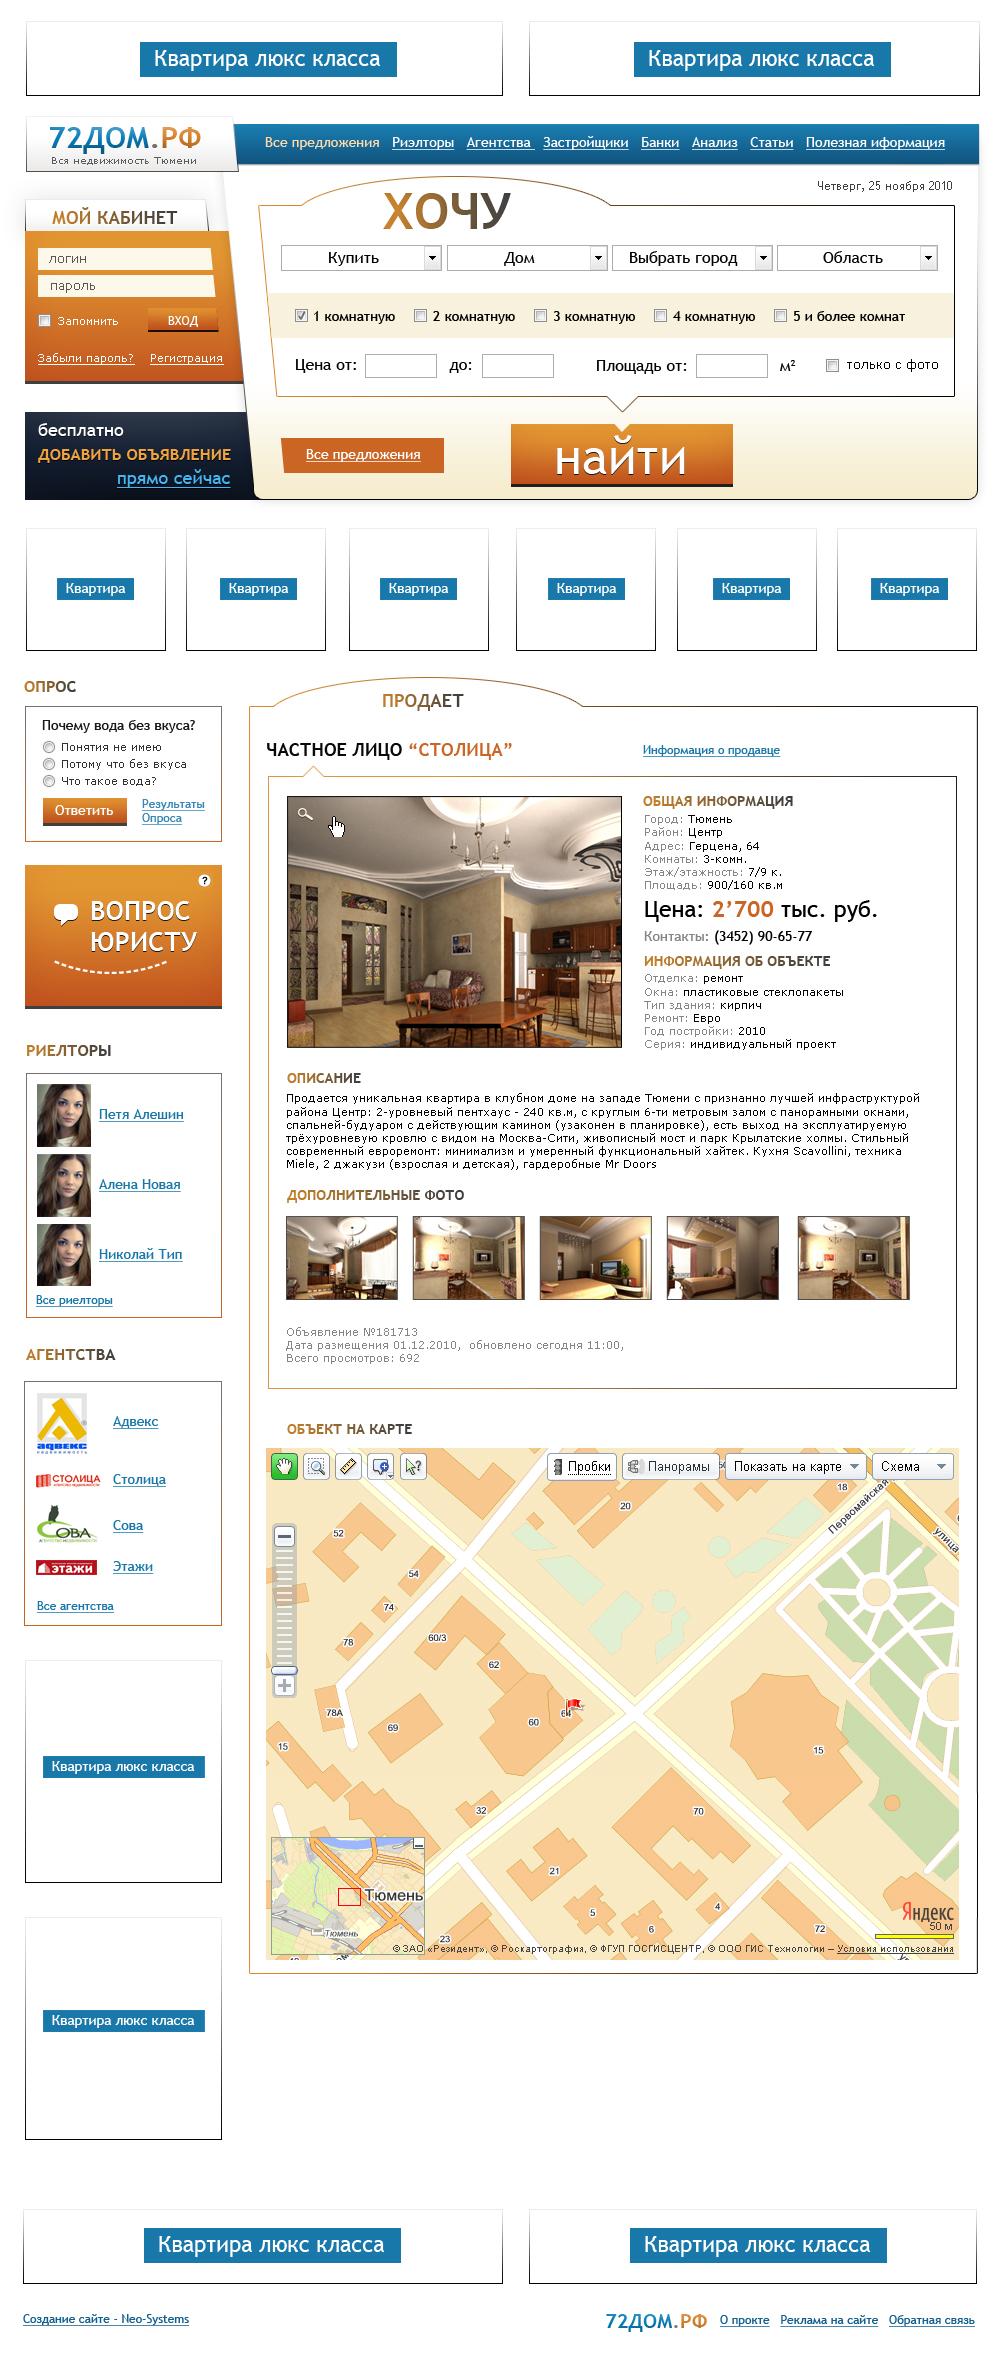 Квартира люкс класса
Квартира люкс класса
72ДОМ.РФ
Вся недвижимость Тюмени
Все предложения Риэлторы Агентства Застройщики Банки Анализ Статьи Полезная иформация
Четверг, 25 ноября 2010
МОЙ КАБИНЕТ
логин
пароль
Запомнить
ВХОД
Забыли пароль? Регистрация
бесплатно
ДОБАВИТЬ ОБЪЯВЛЕНИЕ
прямо сейчас
ХОЧУ
Купить Дом Выбрать город Область
1 комнатную 2 комнатную 3 комнатную 4 комнатную 5 и более комнат
Цена от: до: Площадь от: м² только с фото
Все предложения
найти
Квартира Квартира Квартира Квартира Квартира Квартира
ОПРОС
Почему вода без вкуса?
Понятия не имею
Потому что без вкуса
Что такое вода?
Ответить
Результаты
Опроса
?
ВОПРОС
ЮРИСТУ
РИЕЛТОРЫ
Петя Алешин
Алена Новая
Николай Тип
Все риелторы
АГЕНТСТВА
адвекс
недвижимость
Адвекс
СТОЛИЦА
Столица
СОВА
АГЕНТСТВО НЕДВИЖИМОСТИ
Сова
этажи
Этажи
Все агентства
Квартира люкс класса
Квартира люкс класса
ПРОДАЕТ
ЧАСТНОЕ ЛИЦО “СТОЛИЦА”
Информация о продавце
ОБЩАЯ ИНФОРМАЦИЯ
Город: Тюмень
Район: Центр
Адрес: Герцена, 64
Комнаты: 3-комн.
Этаж/этажность: 7/9 к.
Площадь: 900/160 кв.м
Цена: 2’700 тыс. руб.
Контакты: (3452) 90-65-77
ИНФОРМАЦИЯ ОБ ОБЪЕКТЕ
Отделка: ремонт
Окна: пластиковые стеклопакеты
Тип здания: кирпич
Ремонт: Евро
Год постройки: 2010
Серия: индивидуальный проект
ОПИСАНИЕ
Продается уникальная квартира в клубном доме на западе Тюмени с признанно лучшей инфраструктурой
района Центр: 2-уровневый пентхаус - 240 кв.м, с круглым 6-ти метровым залом с панорамными окнами,
спальней-будуаром с действующим камином (узаконен в планировке), есть выход на эксплуатируемую
трёхуровневую кровлю с видом на Москва-Сити, живописный мост и парк Крылатские холмы. Стильный
современный евроремонт: минимализм и умеренный функциональный хайтек. Кухня Scavollini, техника
Miele, 2 джакузи (взрослая и детская), гардеробные Mr Doors
ДОПОЛНИТЕЛЬНЫЕ ФОТО
Объявление №181713
Дата размещения 01.12.2010, обновлено сегодня 11:00,
Всего просмотров: 692
ОБЪЕКТ НА КАРТЕ
Пробки Панорамы Показать на карте Схема
18
20
Первомайская
улица
52
54
74
60/3
78
62
78А
69
60
64
15
15
32
70
21
5
4
6
72
23
Тюмень
Тюмень
Яндекс
50 м
© ЗАО «Резидент», © Роскартография, © ФГУП ГОСГИСЦЕНТР, © ООО ГИС Технологии – Условия использования
Квартира люкс класса
Квартира люкс класса
Создание сайте - Neo-Systems
72ДОМ.РФ О прокте Реклама на сайте Обратная связь